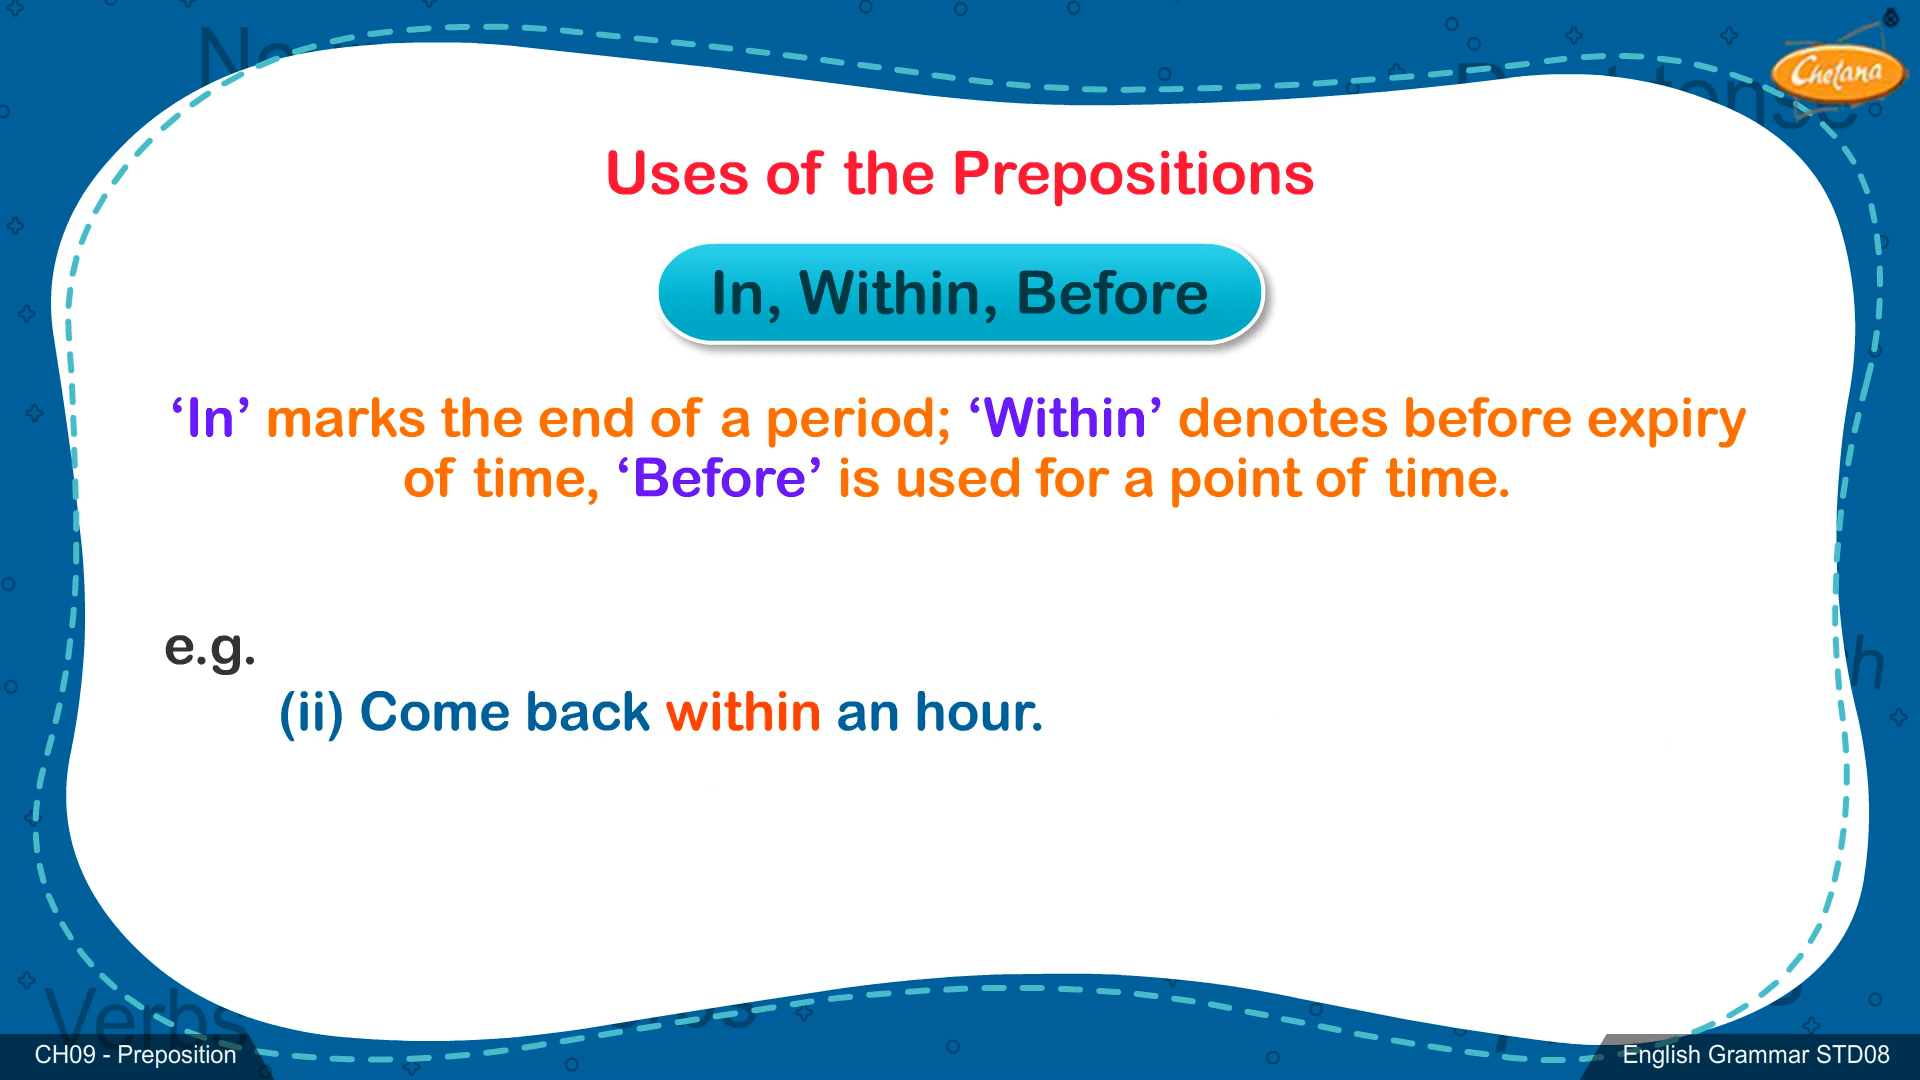 Chetana
Uses of the Prepositions
In, Within, Before
‘In’ marks the end of a period; ‘Within’ denotes before expiry
of time, ‘Before’ is used for a point of time.
e.g.
(ii) Come back within an hour.
Verbs
CH09 - Preposition
English Grammar STD08